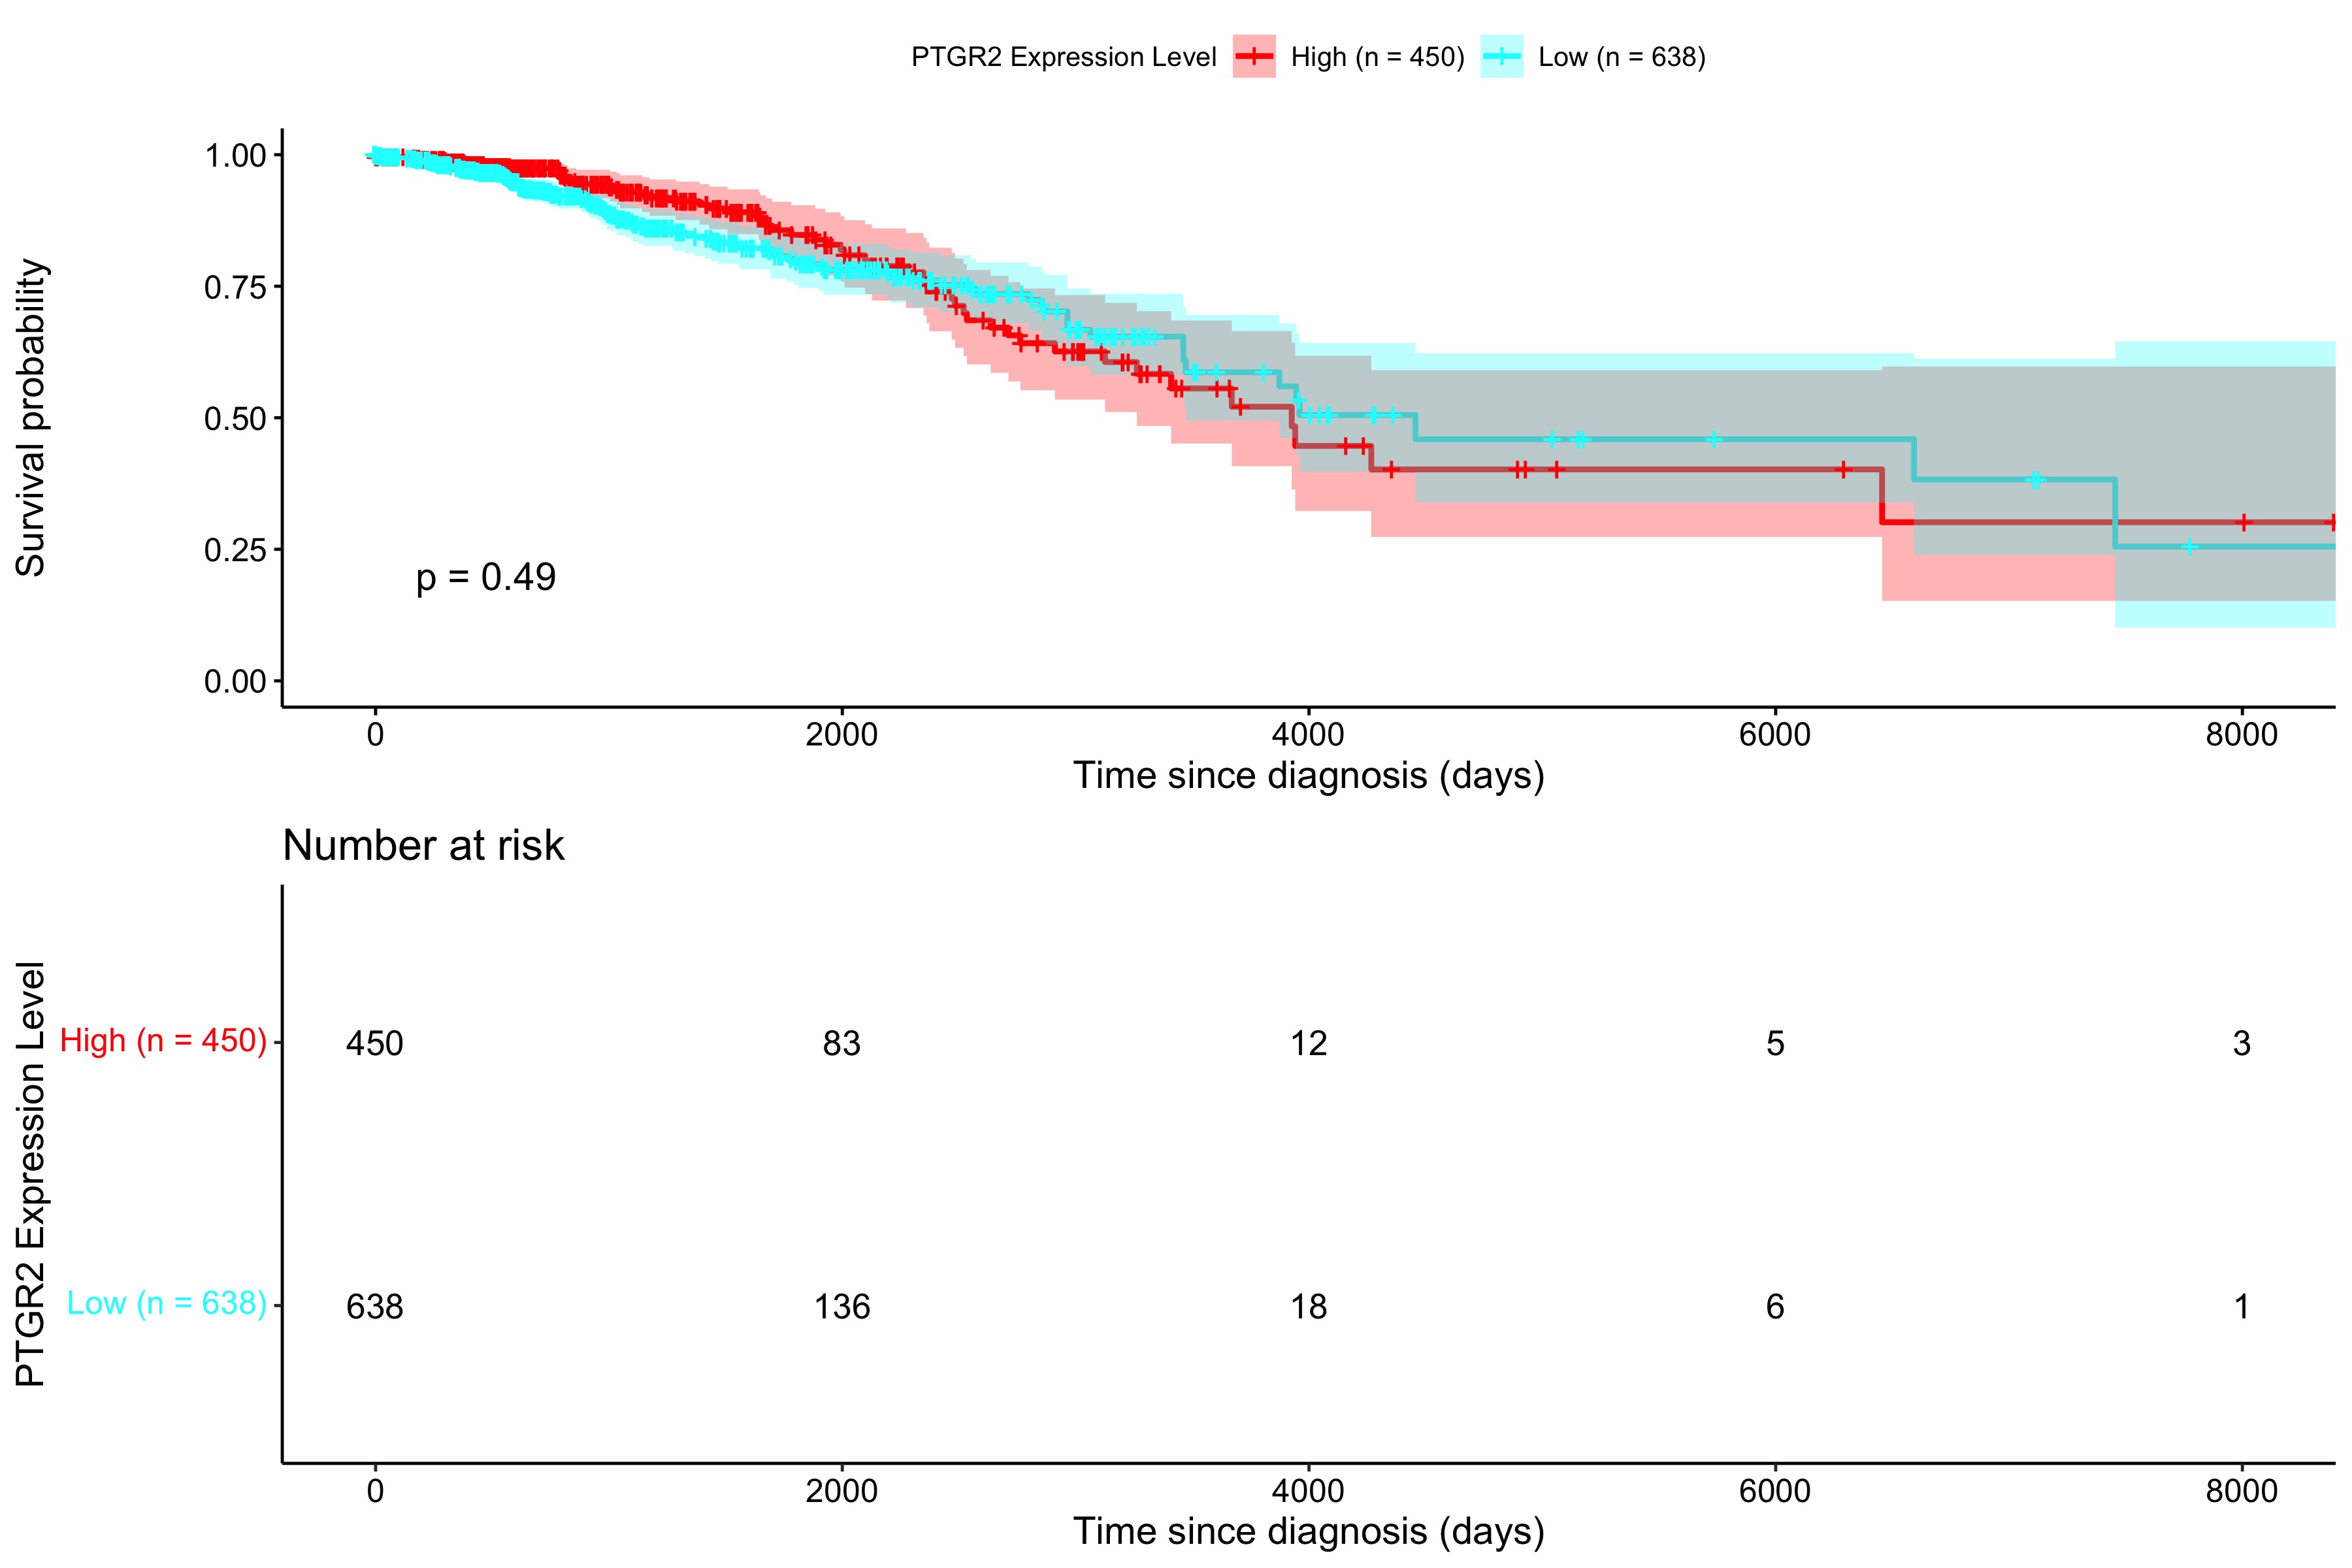 PTGR2 Expression Level High (n = 450) Low (n = 638)
1.00
0.75
0.50
0.25
0.00
Survival probability
p = 0.49
0 2000 4000 6000 8000
Time since diagnosis (days)
Number at risk
PTGR2 Expression Level
High (n = 450) 450 83 12 5 3
Low (n = 638) 638 136 18 6 1
0 2000 4000 6000 8000
Time since diagnosis (days)